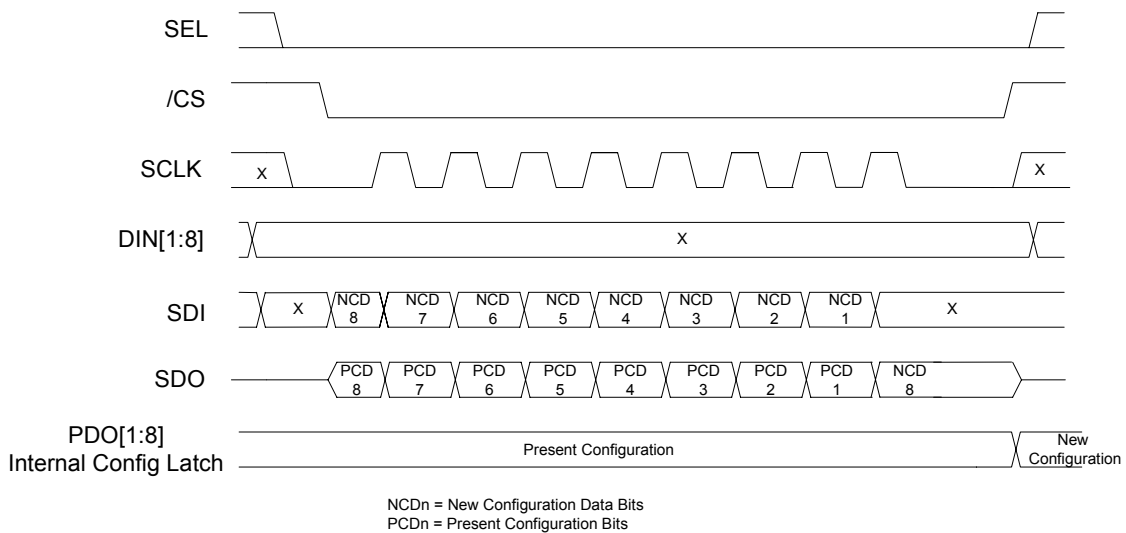 SEL
/CS
SCLK
X
X
DIN[1:8]
X
SDI
X
NCD
8
NCD
7
NCD
6
NCD
5
NCD
4
NCD
3
NCD
2
NCD
1
X
SDO
PCD
8
PCD
7
PCD
6
PCD
5
PCD
4
PCD
3
PCD
2
PCD
1
NCD
8
PDO[1:8]
Internal Config Latch
Present Configuration
New
Configuration
NCDn = New Configuration Data Bits
PCDn = Present Configuration Bits